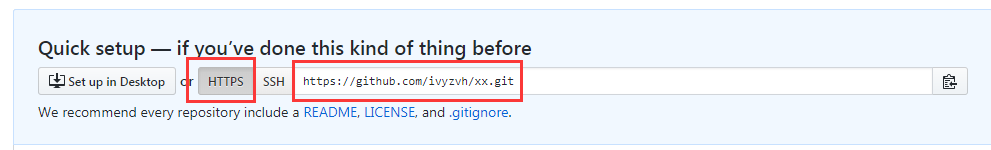 Quick setup — if you've done this kind of thing before
Set up in Desktop or HTTPS SSH https://github.com/ivyzvh/xx.git
We recommend every repository include a README, LICENSE, and .gitignore.